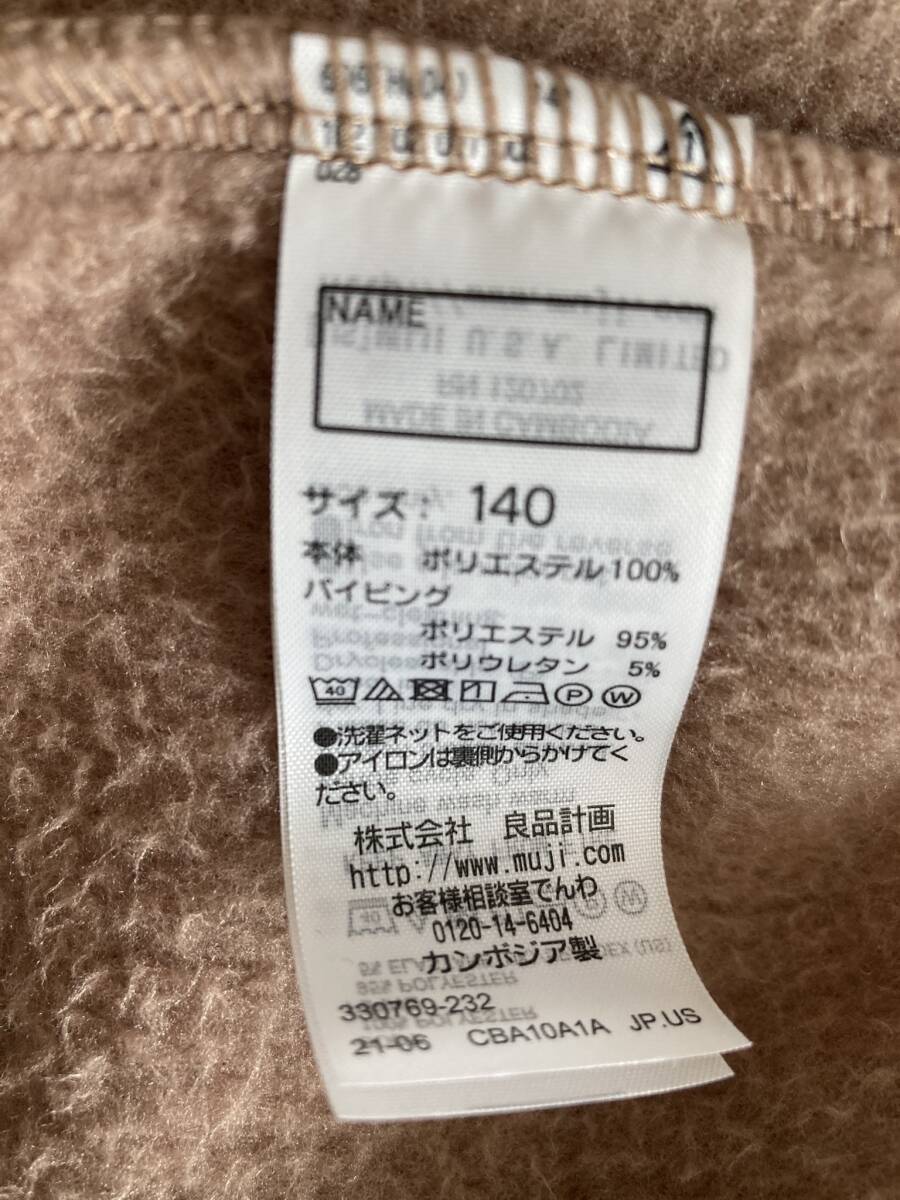 028
NAME
サイズ： 140
本体 ポリエステル100%
パイピング
ポリエステル 95%
ポリウレタン 5%
40 P W
●洗濯ネットをご使用ください。
●アイロンは裏側からかけてく
ださい。
株式会社 良品計画
http://www.muji.com
お客様相談室でんわ
0120-14-6404
カンボジア製
330769-232
21-06 CBA10A1A JP.US